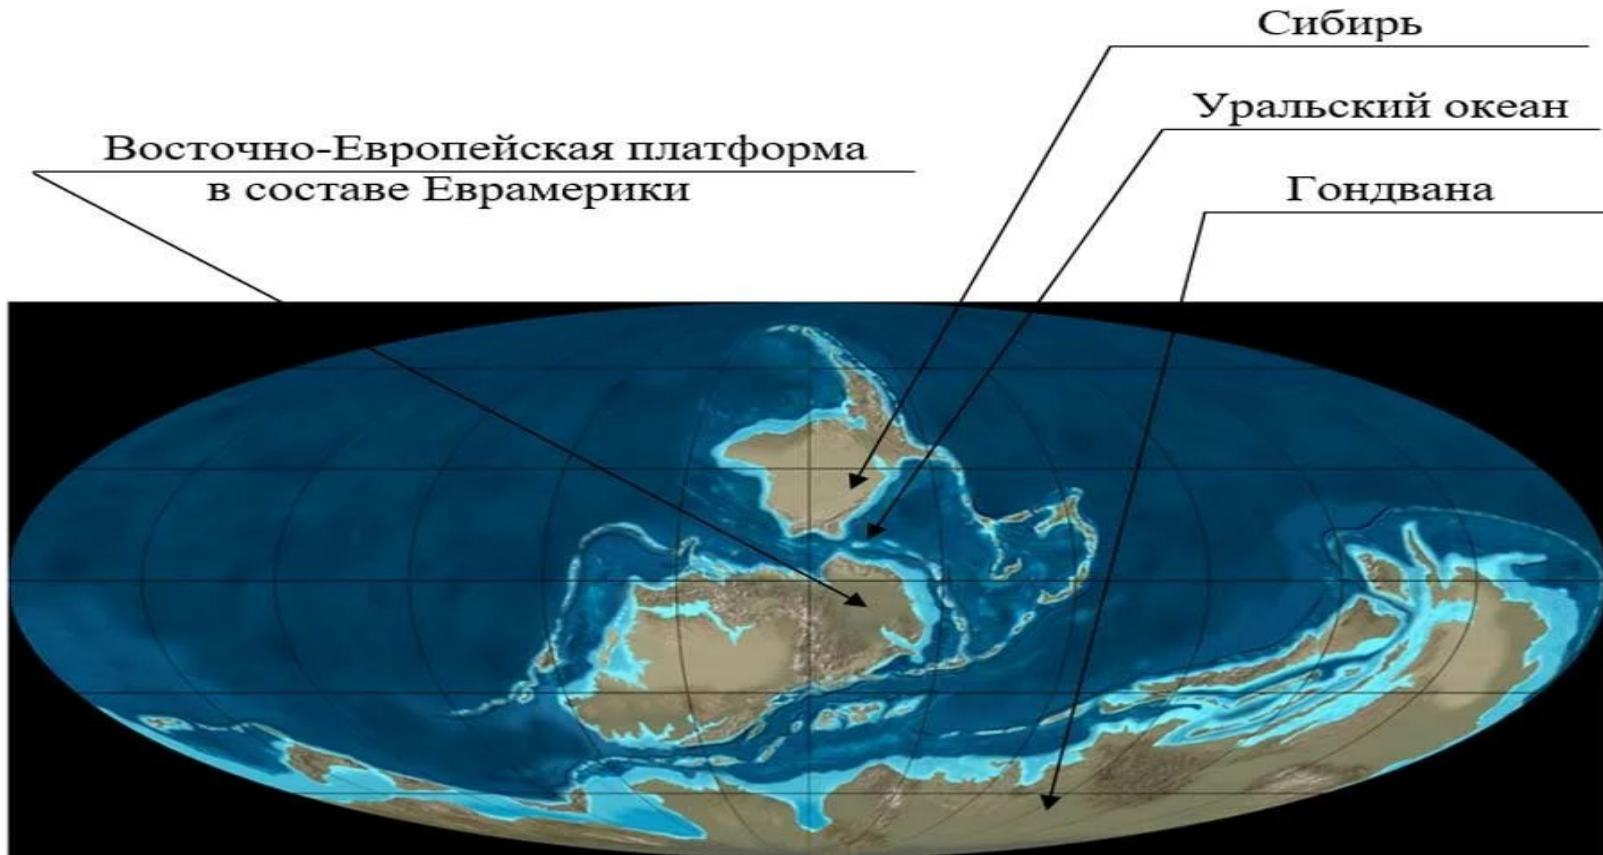 Сибирь
Уральский океан
Восточно-Европейская платформа
в составе Еврамерики
Гондвана